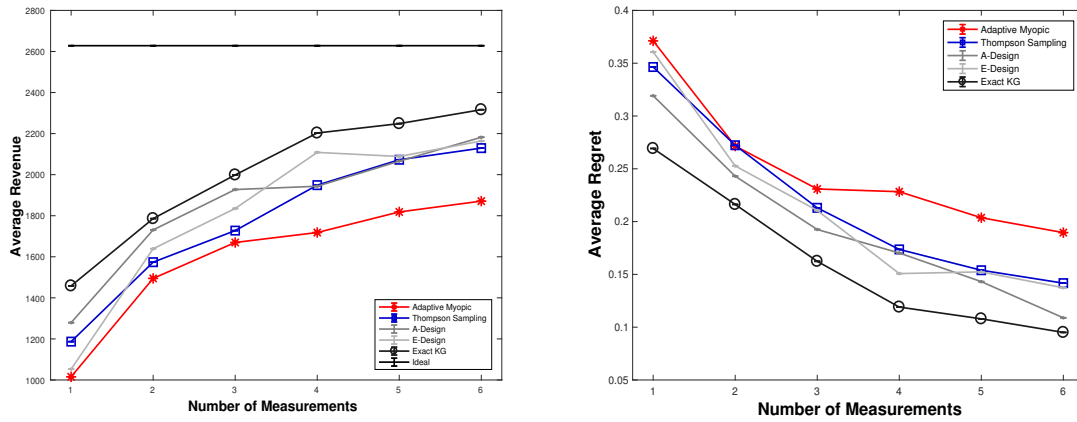 2800
2600
2400
2200
2000
1800
1600
1400
1200
1000
Average Revenue
1
2
3
4
5
6
Number of Measurements
Adaptive Myopic
Thompson Sampling
A-Design
E-Design
Exact KG
Ideal
0.4
0.35
0.3
0.25
0.2
0.15
0.1
0.05
Average Regret
1
2
3
4
5
6
Number of Measurements
Adaptive Myopic
Thompson Sampling
A-Design
E-Design
Exact KG